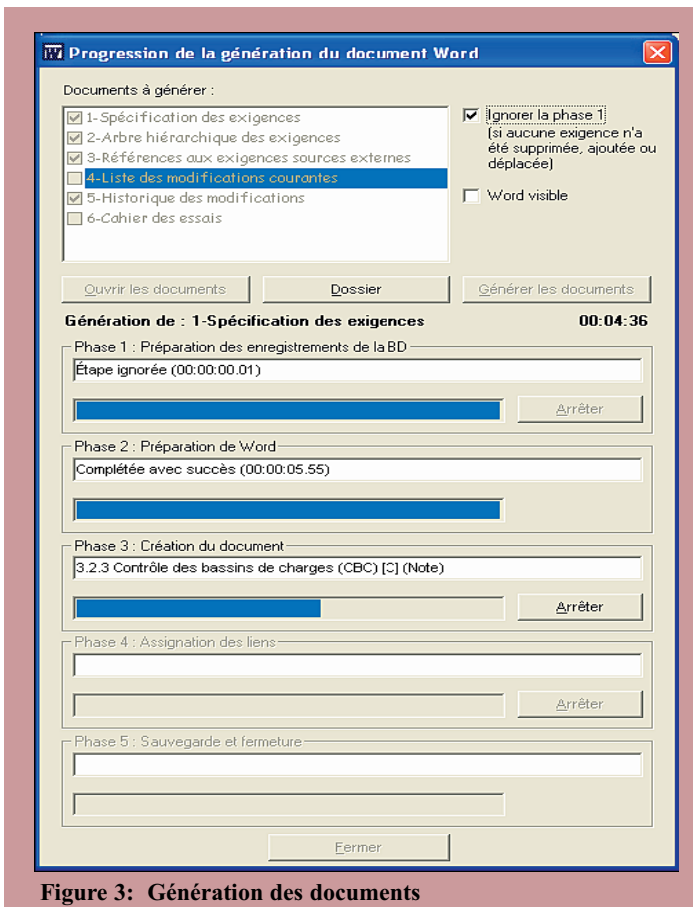 Progression de la génération du document Word
Documents à générer :
1-Spécification des exigences
2-Arbre hiérarchique des exigences
3-Références aux exigences sources externes
4-Liste des modifications courantes
5-Historique des modifications
6-Cahier des essais
Ignorer la phase 1
(si aucune exigence n'a
été supprimée, ajoutée ou
déplacée)
Word visible
Ouvrir les documents
Dossier
Générer les documents
Génération de : 1-Spécification des exigences 00:04:36
Phase 1 : Préparation des enregistrements de la BD
Étape ignorée (00:00:00.01)
Arrêter
Phase 2 : Préparation de Word
Complétée avec succès (00:00:05.55)
Phase 3 : Création du document
3.2.3 Contrôle des bassins de charges (CBC) (Note)
Arrêter
Phase 4 : Assignation des liens
Arrêter
Phase 5 : Sauvegarde et fermeture
Fermer
Figure 3: Génération des documents